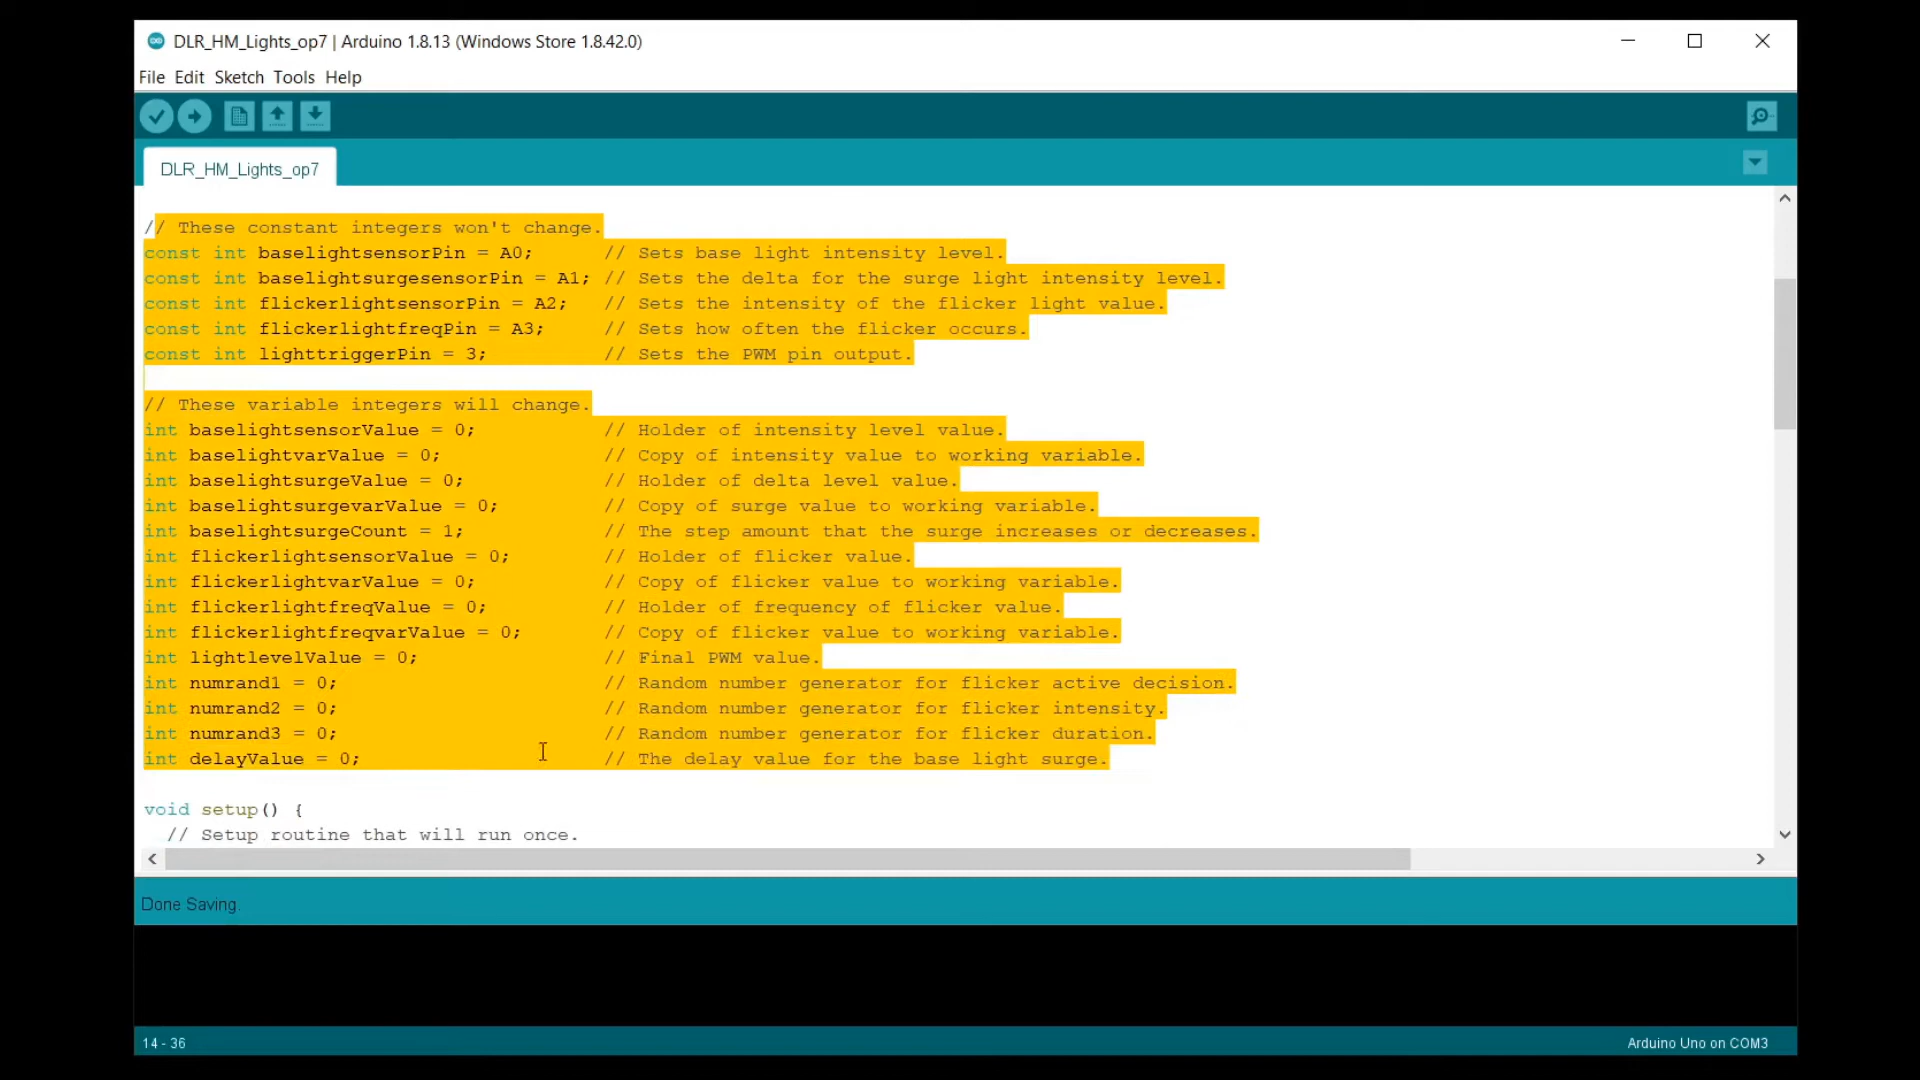 DLR_HM_Lights_op7 | Arduino 1.8.13 (Windows Store 1.8.42.0)
File Edit Sketch Tools Help
DLR_HM_Lights_op7
// These constant integers won't change.
const int baselightsensorPin = A0; // Sets base light intensity level.
const int baselightsurgesensorPin = A1; // Sets the delta for the surge light intensity level.
const int flickerlightsensorPin = A2; // Sets the intensity of the flicker light value.
const int flickerlightfreqPin = A3; // Sets how often the flicker occurs.
const int lighttriggerPin = 3; // Sets the PWM pin output.
// These variable integers will change.
int baselightsensorValue = 0; // Holder of intensity level value.
int baselightvarValue = 0; // Copy of intensity value to working variable.
int baselightsurgeValue = 0; // Holder of delta level value.
int baselightsurgevarValue = 0; // Copy of surge value to working variable.
int baselightsurgeCount = 1; // The step amount that the surge increases or decreases.
int flickerlightsensorValue = 0; // Holder of flicker value.
int flickerlightvarValue = 0; // Copy of flicker value to working variable.
int flickerlightfreqValue = 0; // Holder of frequency of flicker value.
int flickerlightfreqvarValue = 0; // Copy of flicker value to working variable.
int lightlevelValue = 0; // Final PWM value.
int numrand1 = 0; // Random number generator for flicker active decision.
int numrand2 = 0; // Random number generator for flicker intensity.
int numrand3 = 0; // Random number generator for flicker duration.
int delayValue = 0; // The delay value for the base light surge.
void setup() {
// Setup routine that will run once.
Done Saving.
14 - 36
Arduino Uno on COM3